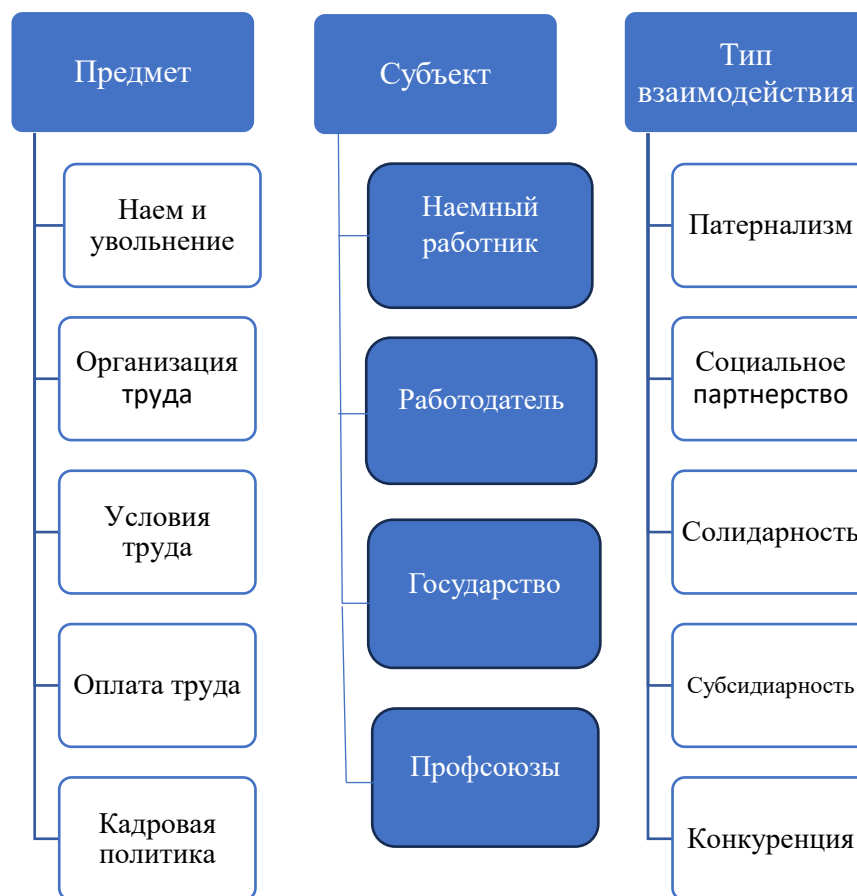 Предмет
Наем и
увольнение
Организация
труда
Условия
труда
Оплата труда
Кадровая
политика
Субъект
Наемный
работник
Работодатель
Государство
Профсоюзы
Тип
взаимодействия
Патернализм
Социальное
партнерство
Солидарность
Субсидиарность
Конкуренция